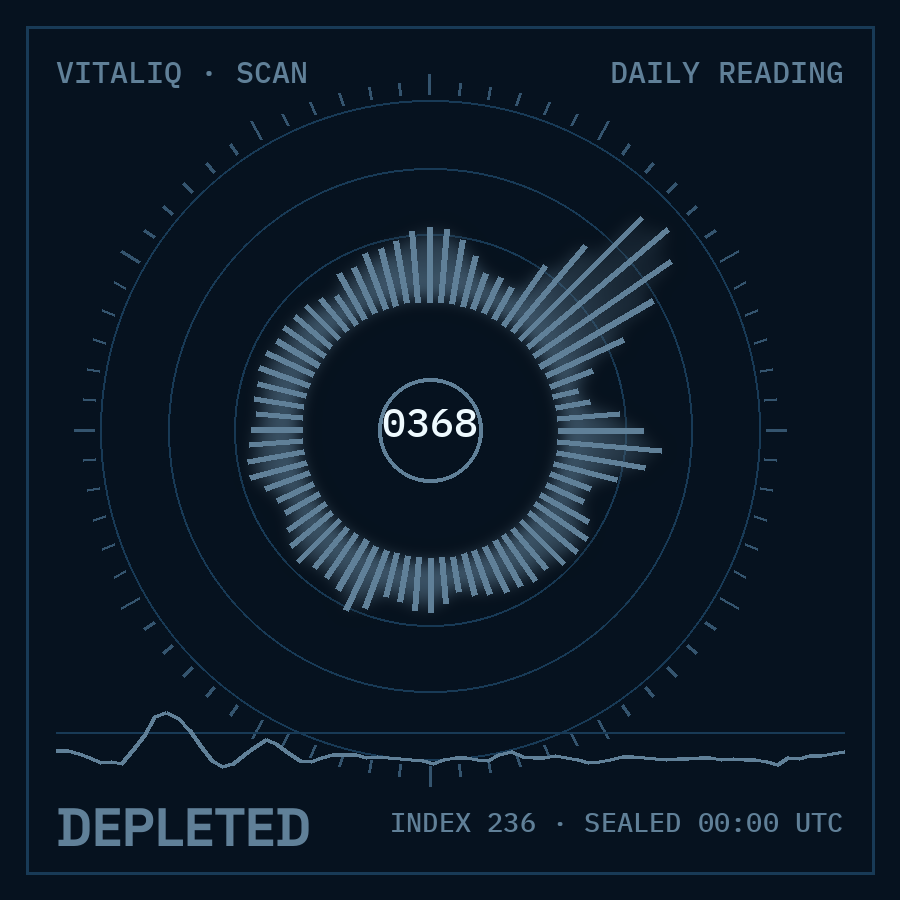 VITALIQ · SCAN
DAILY READING
0368
DEPLETED
INDEX 236 · SEALED 00:00 UTC